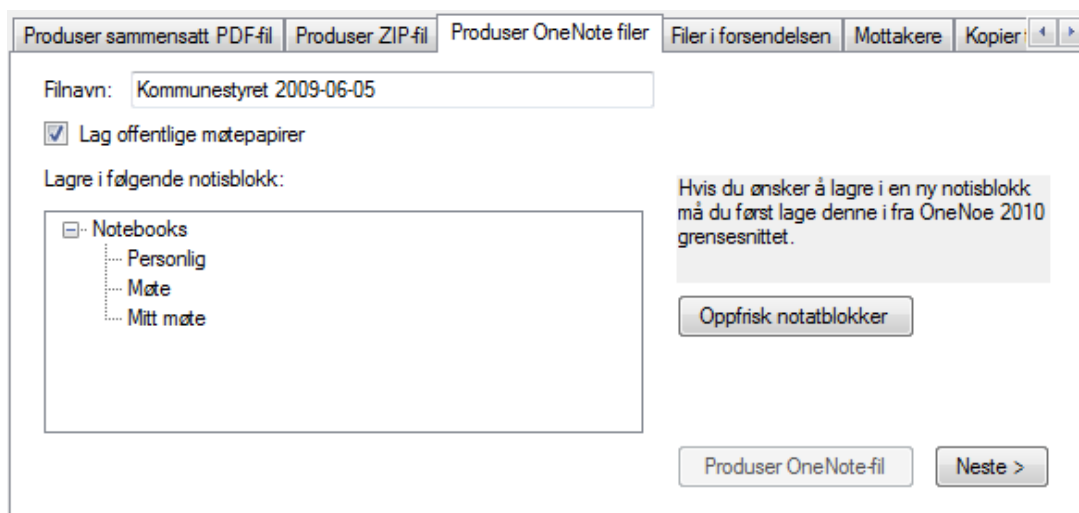 Produser sammensatt PDF-fil Produser ZIP-fil Produser OneNote filer Filer i forsendelsen Mottakere Kopier
Filnavn: Kommunestyret 2009-06-05
Lag offentlige møtepapirer
Lagre i følgende notisblokk:
Hvis du ønsker å lagre i en ny notisblokk
må du først lage denne i fra OneNoe 2010
grensesnittet.
Notebooks
Personlig
Møte
Mitt møte
Oppfrisk notatblokker
Produser OneNote-fil Neste >